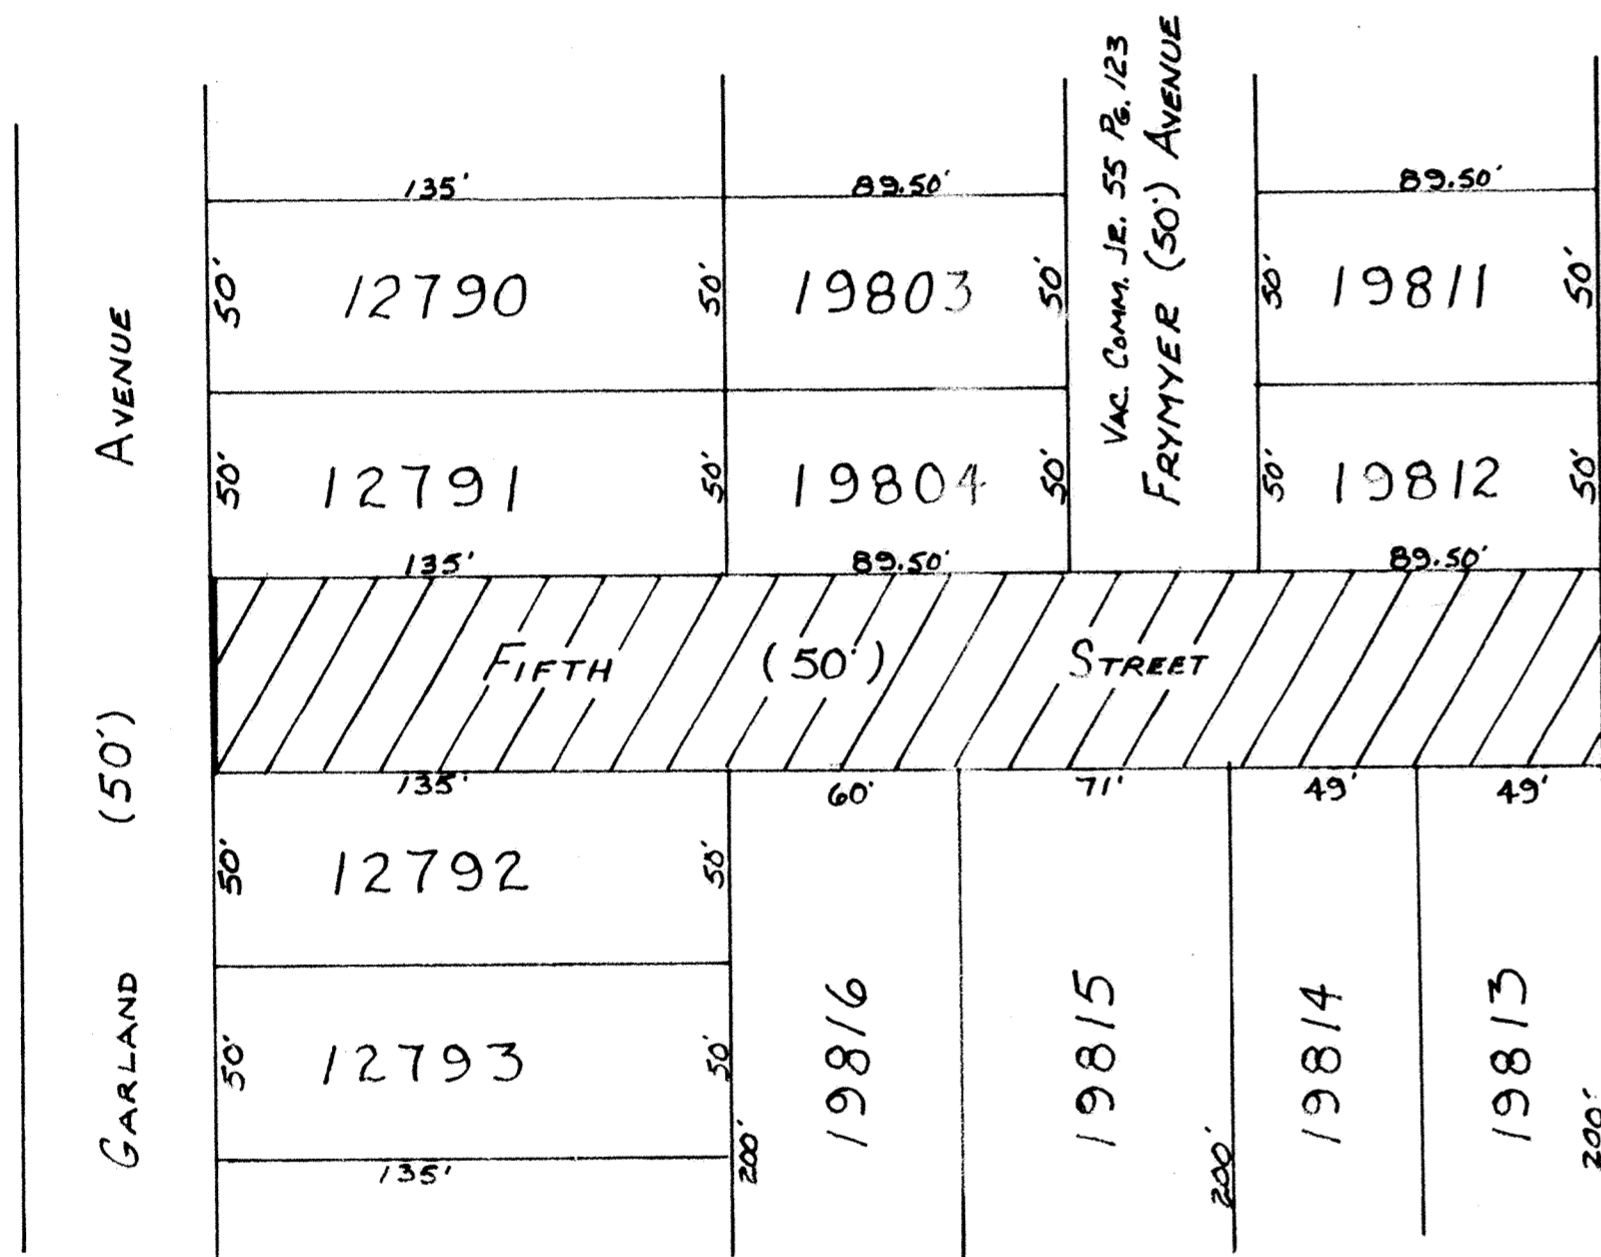 VAC. COMM. JR. 55 PG. 123
FRYMYER (50') AVENUE
GARLAND (50') AVENUE
135' 89.50' 89.50'
50' 12790 50' 19803 50' 50' 19811 50'
50' 12791 50' 19804 50' 50' 19812 50'
135' 89.50' 89.50'
FIFTH (50') STREET
135' 60' 71' 49' 49'
50' 12792 50'
50' 12793 50'
19816 19815 19814 19813
135' 200' 200' 200'